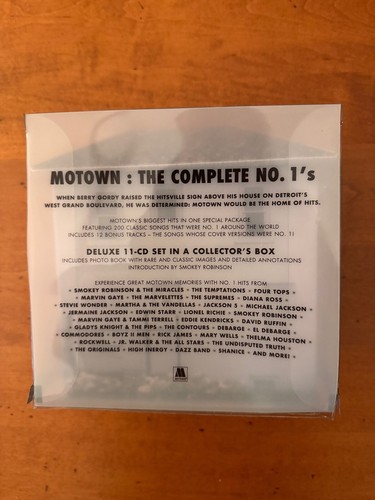 MOTOWN : THE COMPLETE NO. 1's
WHEN BERRY GORDY RAISED THE HITSVILLE SIGN ABOVE HIS HOUSE ON DETROIT'S
WEST GRAND BOULEVARD, HE WAS DETERMINED: MOTOWN WOULD BE THE HOME OF HITS.
MOTOWN'S BIGGEST HITS IN ONE SPECIAL PACKAGE
FEATURING 200 CLASSIC SONGS THAT WERE NO. 1 AROUND THE WORLD
INCLUDES 12 BONUS TRACKS – THE SONGS WHOSE COVER VERSIONS WERE NO. 1!
DELUXE 11-CD SET IN A COLLECTOR'S BOX
INCLUDES PHOTO BOOK WITH RARE AND CLASSIC IMAGES AND DETAILED ANNOTATIONS
INTRODUCTION BY SMOKEY ROBINSON
EXPERIENCE GREAT MOTOWN MEMORIES WITH NO. 1 HITS FROM
• SMOKEY ROBINSON & THE MIRACLES • THE TEMPTATIONS • FOUR TOPS •
• MARVIN GAYE • THE MARVELETTES • THE SUPREMES • DIANA ROSS •
• STEVIE WONDER • MARTHA & THE VANDELLAS • JACKSON 5 • MICHAEL JACKSON •
• JERMAINE JACKSON • EDWIN STARR • LIONEL RICHIE • SMOKEY ROBINSON •
• MARVIN GAYE & TAMMI TERRELL • EDDIE KENDRICKS • DAVID RUFFIN •
• GLADYS KNIGHT & THE PIPS • THE CONTOURS • DEBARGE • EL DEBARGE •
• COMMODORES • BOYZ II MEN • RICK JAMES • MARY WELLS • THELMA HOUSTON •
• ROCKWELL • JR. WALKER & THE ALL STARS • THE UNDISPUTED TRUTH •
• THE ORIGINALS • HIGH INERGY • DAZZ BAND • SHANICE • AND MORE! •
M